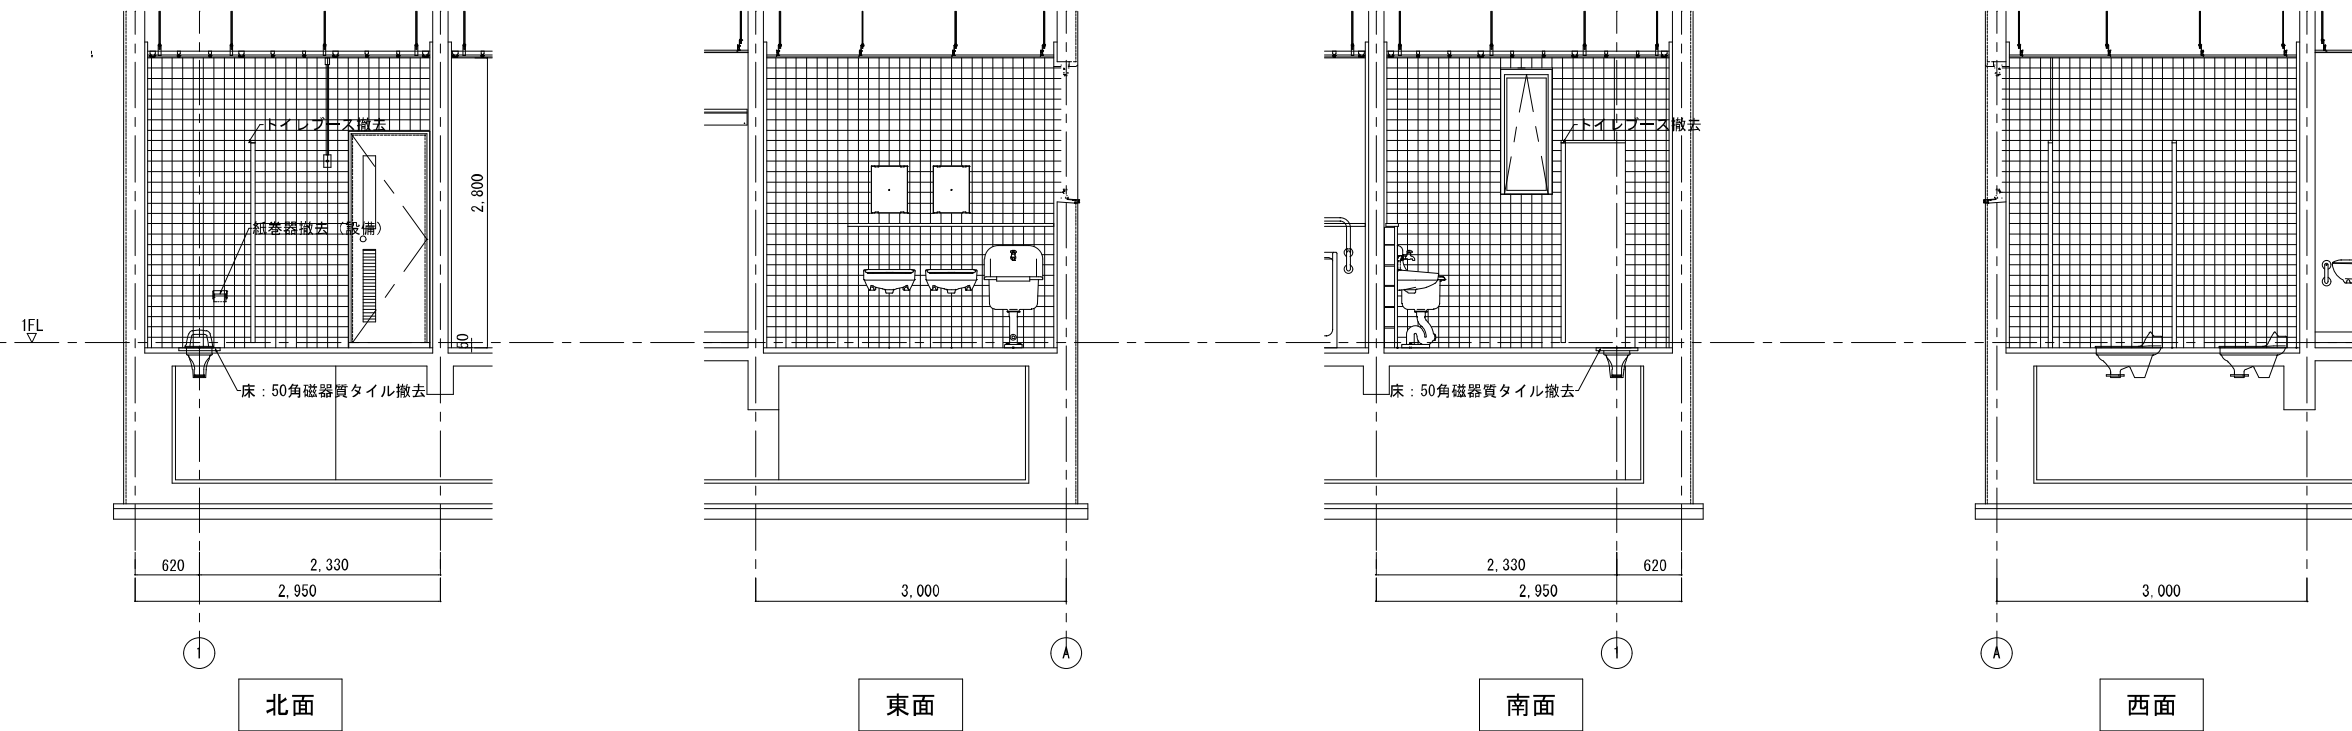 トイレブース撤去
トイレブース撤去
2,800
紙巻器撤去（設備）
1FL
60
床：50角磁器質タイル撤去
床：50角磁器質タイル撤去
620
2,330
2,950
3,000
2,330
620
2,950
3,000
1
A
1
A
北面
東面
南面
西面